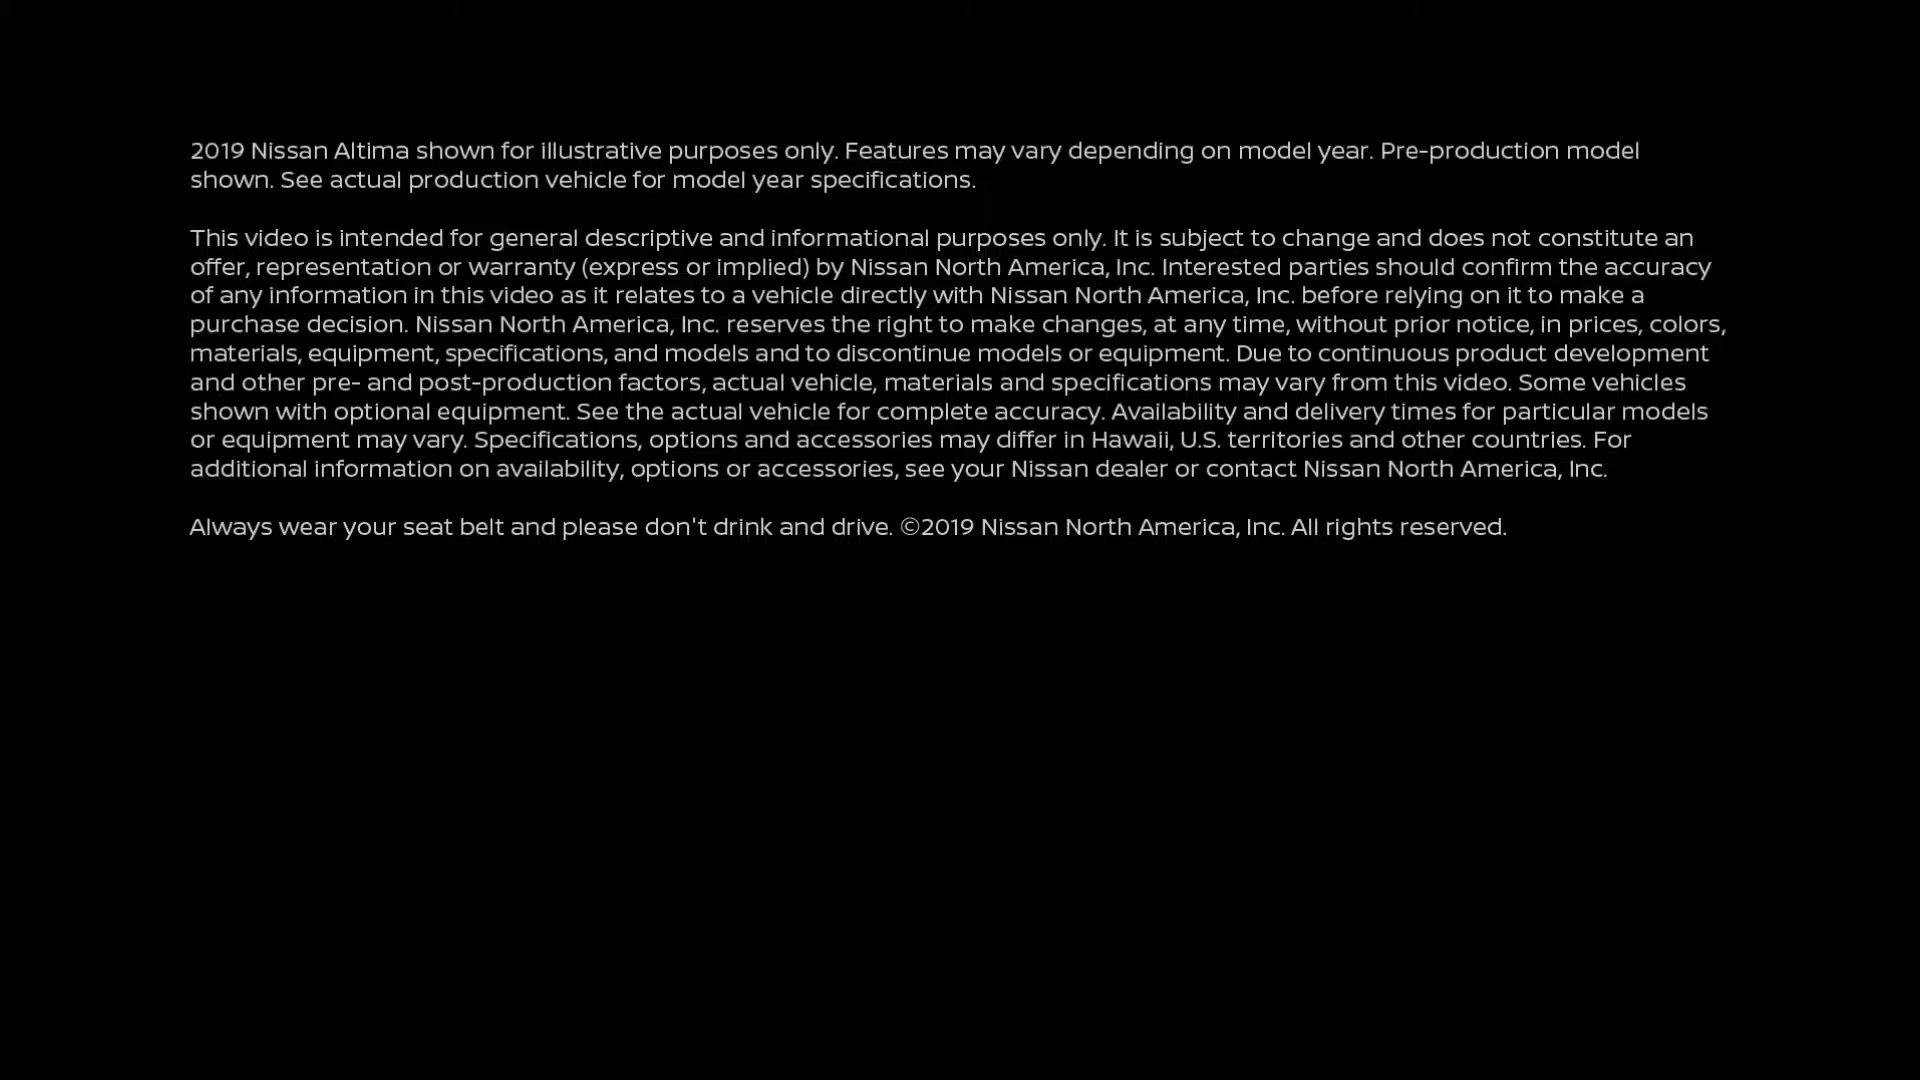 2019 Nissan Altima shown for illustrative purposes only. Features may vary depending on model year. Pre-production model
shown. See actual production vehicle for model year specifications.
This video is intended for general descriptive and informational purposes only. It is subject to change and does not constitute an
offer, representation or warranty (express or implied) by Nissan North America, Inc. Interested parties should confirm the accuracy
of any information in this video as it relates to a vehicle directly with Nissan North America, Inc. before relying on it to make a
purchase decision. Nissan North America, Inc. reserves the right to make changes, at any time, without prior notice, in prices, colors,
materials, equipment, specifications, and models and to discontinue models or equipment. Due to continuous product development
and other pre- and post-production factors, actual vehicle, materials and specifications may vary from this video. Some vehicles
shown with optional equipment. See the actual vehicle for complete accuracy. Availability and delivery times for particular models
or equipment may vary. Specifications, options and accessories may differ in Hawaii, U.S. territories and other countries. For
additional information on availability, options or accessories, see your Nissan dealer or contact Nissan North America, Inc.
Always wear your seat belt and please don't drink and drive. ©2019 Nissan North America, Inc. All rights reserved.